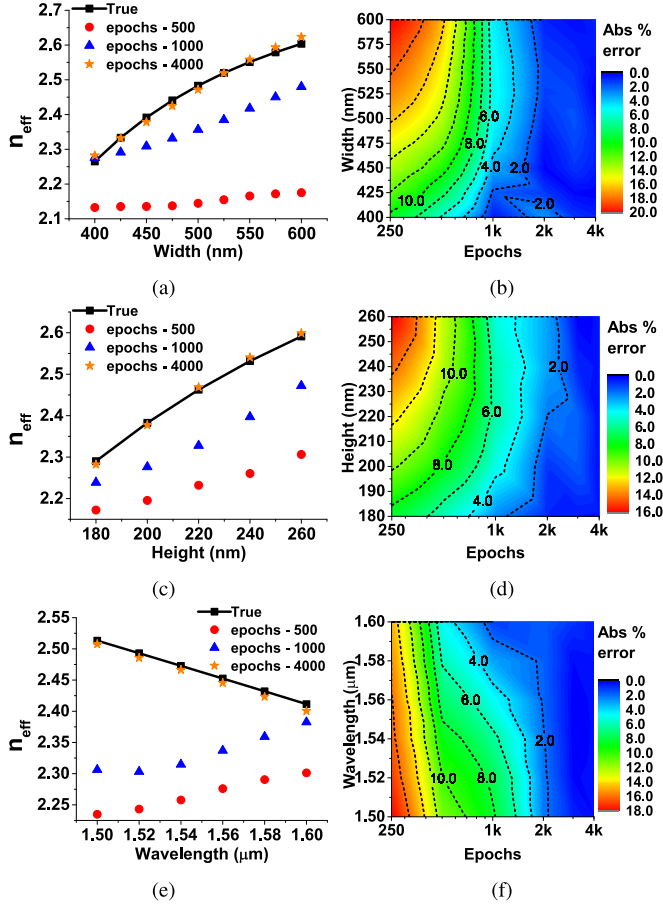 2.7
2.6
2.5
2.4
2.3
2.2
2.1
n_eff
True
epochs - 500
epochs - 1000
epochs - 4000
400 450 500 550 600
Width (nm)
(a)
600
575
550
525
500
475
450
425
400
Width (nm)
6.0
8.0
4.0
2.0
10.0
2.0
2.0
250 1k 2k 4k
Epochs
Abs %
error
0.0
2.0
4.0
6.0
8.0
10.0
12.0
14.0
16.0
18.0
20.0
(b)
2.6
2.5
2.4
2.3
2.2
n_eff
True
epochs - 500
epochs - 1000
epochs - 4000
180 200 220 240 260
Height (nm)
(c)
260
250
240
230
220
210
200
190
180
Height (nm)
10.0
2.0
6.0
8.0
4.0
250 1k 2k 4k
Epochs
Abs %
error
0.0
2.0
4.0
6.0
8.0
10.0
12.0
14.0
16.0
(d)
2.55
2.50
2.45
2.40
2.35
2.30
2.25
n_eff
True
epochs - 500
epochs - 1000
epochs - 4000
1.50 1.52 1.54 1.56 1.58 1.60
Wavelength (μm)
(e)
1.60
1.58
1.56
1.54
1.52
1.50
Wavelength (μm)
4.0
6.0
2.0
10.0
8.0
250 1k 2k 4k
Epochs
Abs %
error
0.0
2.0
4.0
6.0
8.0
10.0
12.0
14.0
16.0
18.0
(f)